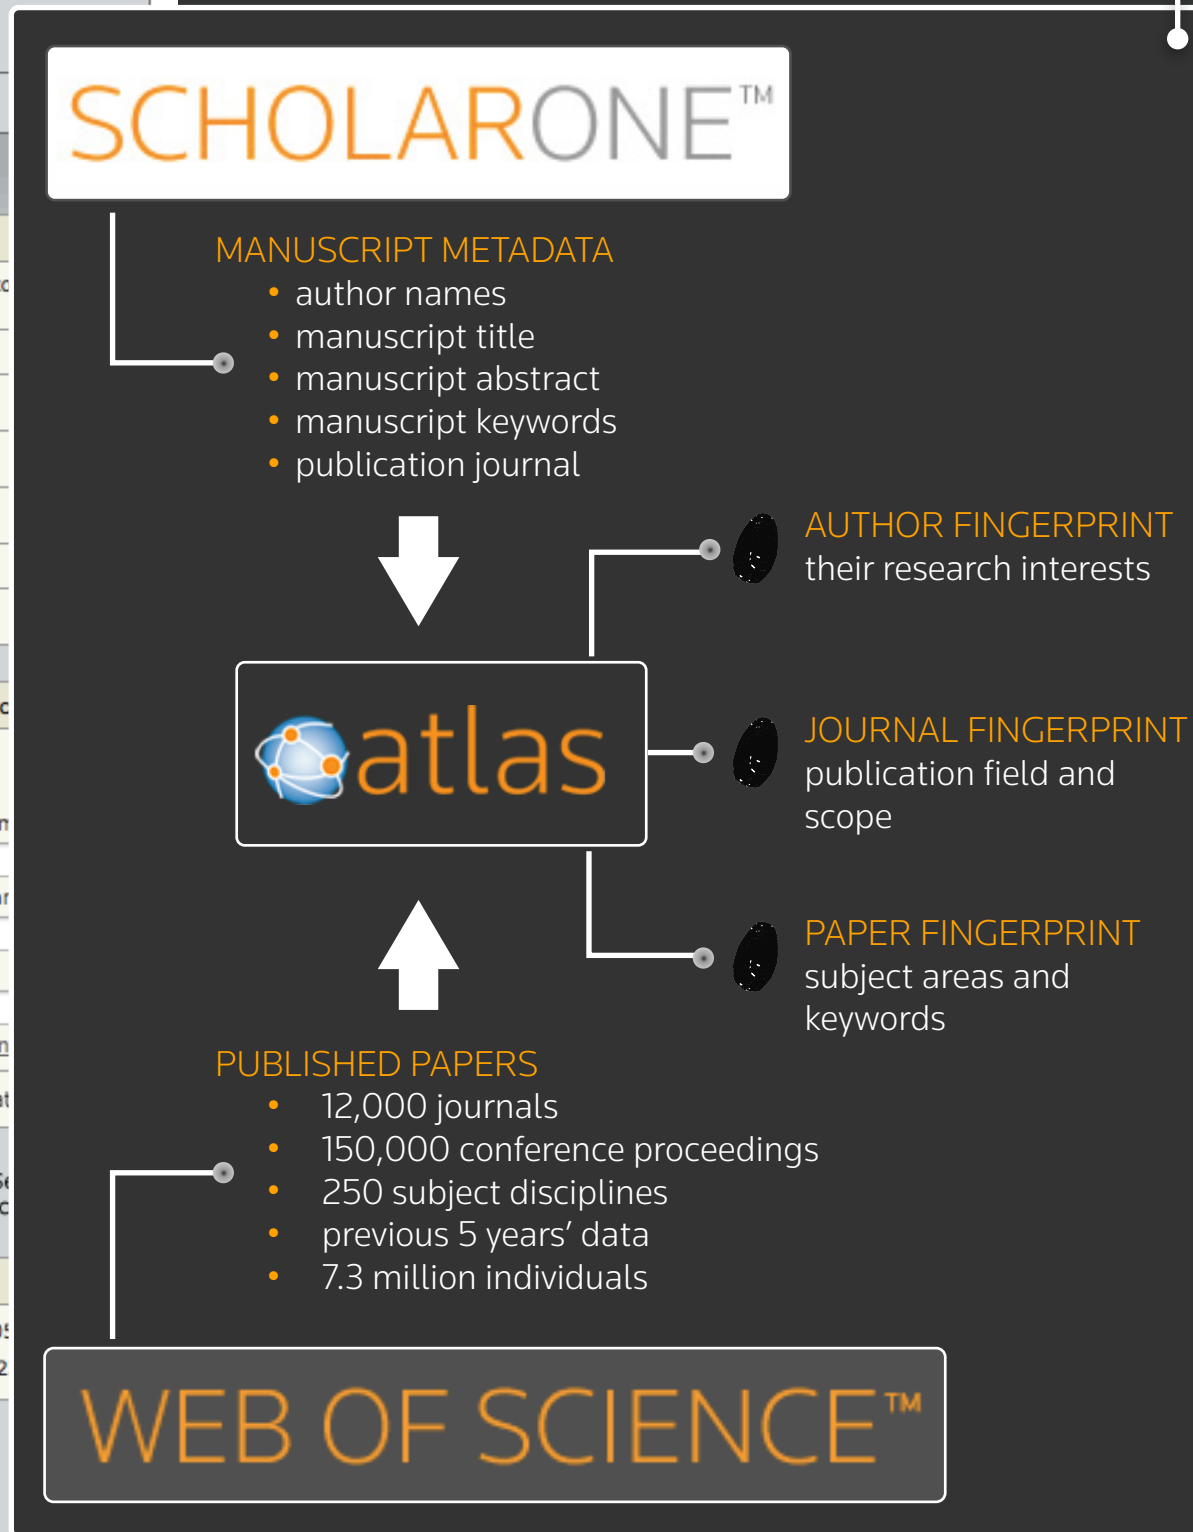 SCHOLARONE™
MANUSCRIPT METADATA
• author names
• manuscript title
• manuscript abstract
• manuscript keywords
• publication journal
AUTHOR FINGERPRINT
their research interests
atlas
JOURNAL FINGERPRINT
publication field and
scope
PAPER FINGERPRINT
subject areas and
keywords
PUBLISHED PAPERS
• 12,000 journals
• 150,000 conference proceedings
• 250 subject disciplines
• previous 5 years’ data
• 7.3 million individuals
WEB OF SCIENCE™